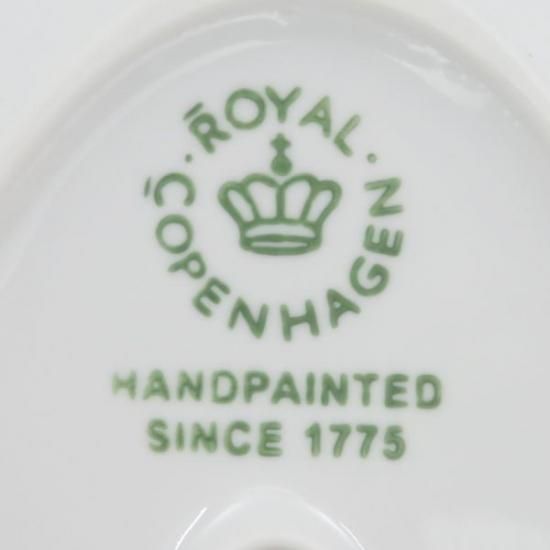 ROYAL
COPENHAGEN
HANDPAINTED
SINCE 1775